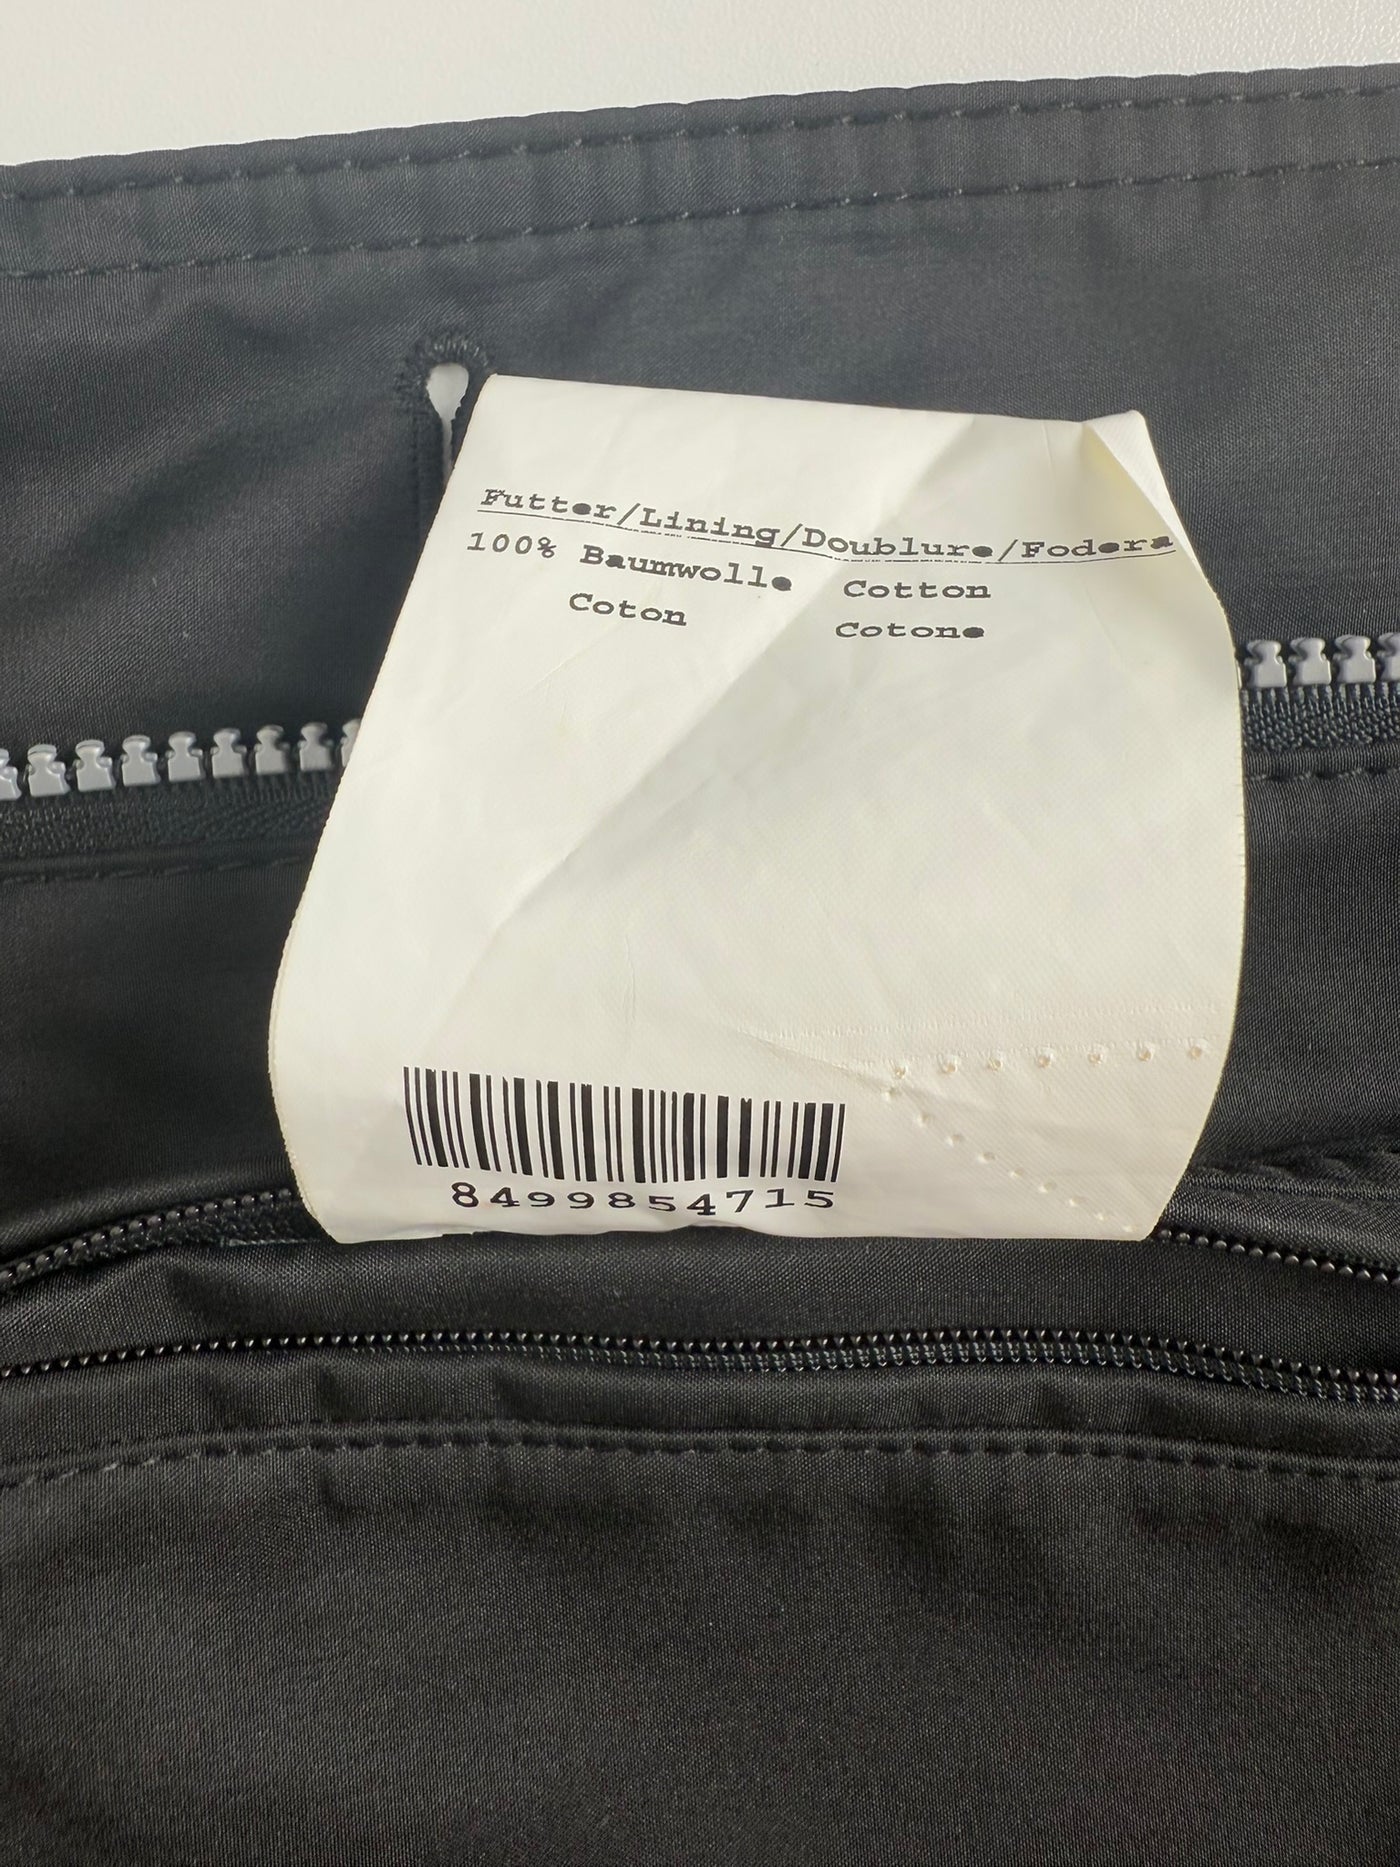 Futter/Lining/Doublure/Fodera
100% Baumwolle Cotton
Coton Cotone
8499854715